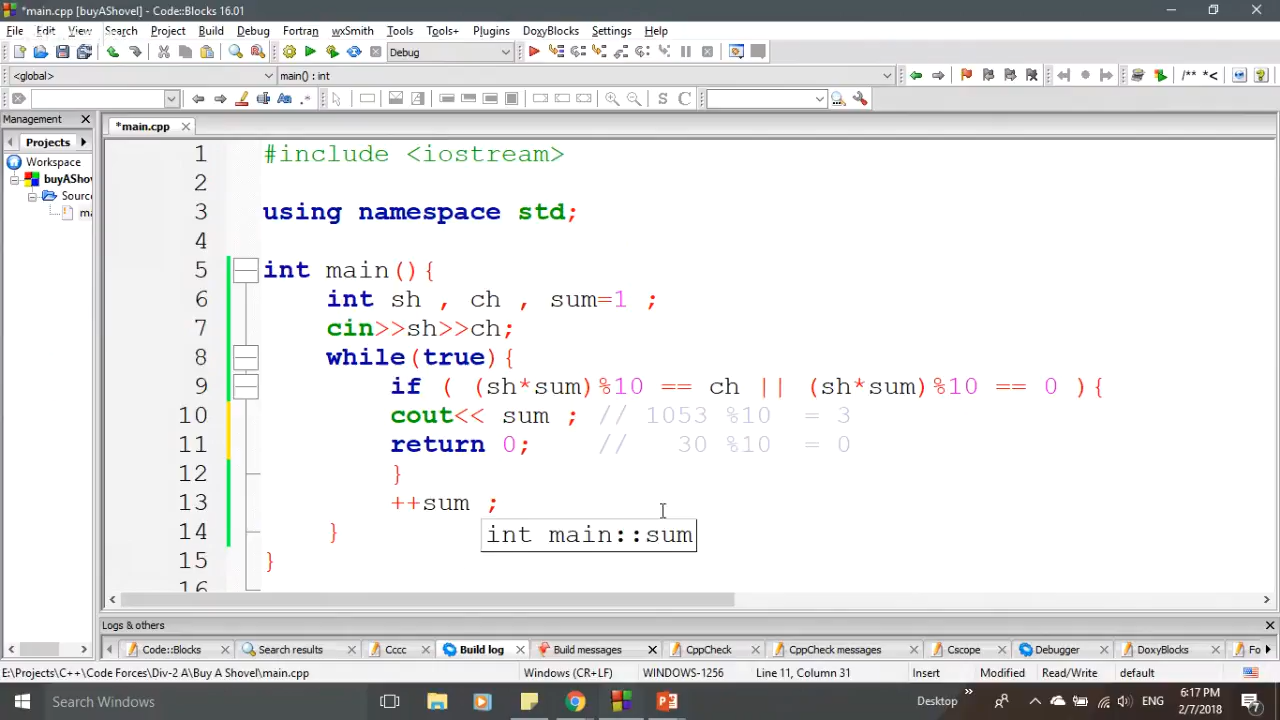 *main.cpp [buyAShovel] - Code::Blocks 16.01
File Edit View Search Project Build Debug Fortran wxSmith Tools Tools+ Plugins DoxyBlocks Settings Help
Debug
<global> main() : int /** *<
S C
Management
Projects
Workspace
buyASho
Sourc
ma
*main.cpp
1 #include <iostream>
2
3 using namespace std;
4
5 int main(){
6 int sh , ch , sum=1 ;
7 cin>>sh>>ch;
8 while(true){
9 if ( (sh*sum)%10 == ch || (sh*sum)%10 == 0 ){
10 cout<< sum ; // 1053 %10 = 3
11 return 0; // 30 %10 = 0
12 }
13 ++sum ;
14 }
int main::sum
15 }
16
Logs & others
Code::Blocks Search results Cccc Build log Build messages CppCheck CppCheck messages Cscope Debugger DoxyBlocks Fo
E:\Projects\C++\Code Forces\Div-2 A\Buy A Shovel\main.cpp Windows (CR+LF) WINDOWS-1256 Line 11, Column 31 Insert Modified Read/Write default
Search Windows Desktop » ENG 6:17 PM
2/7/2018 7